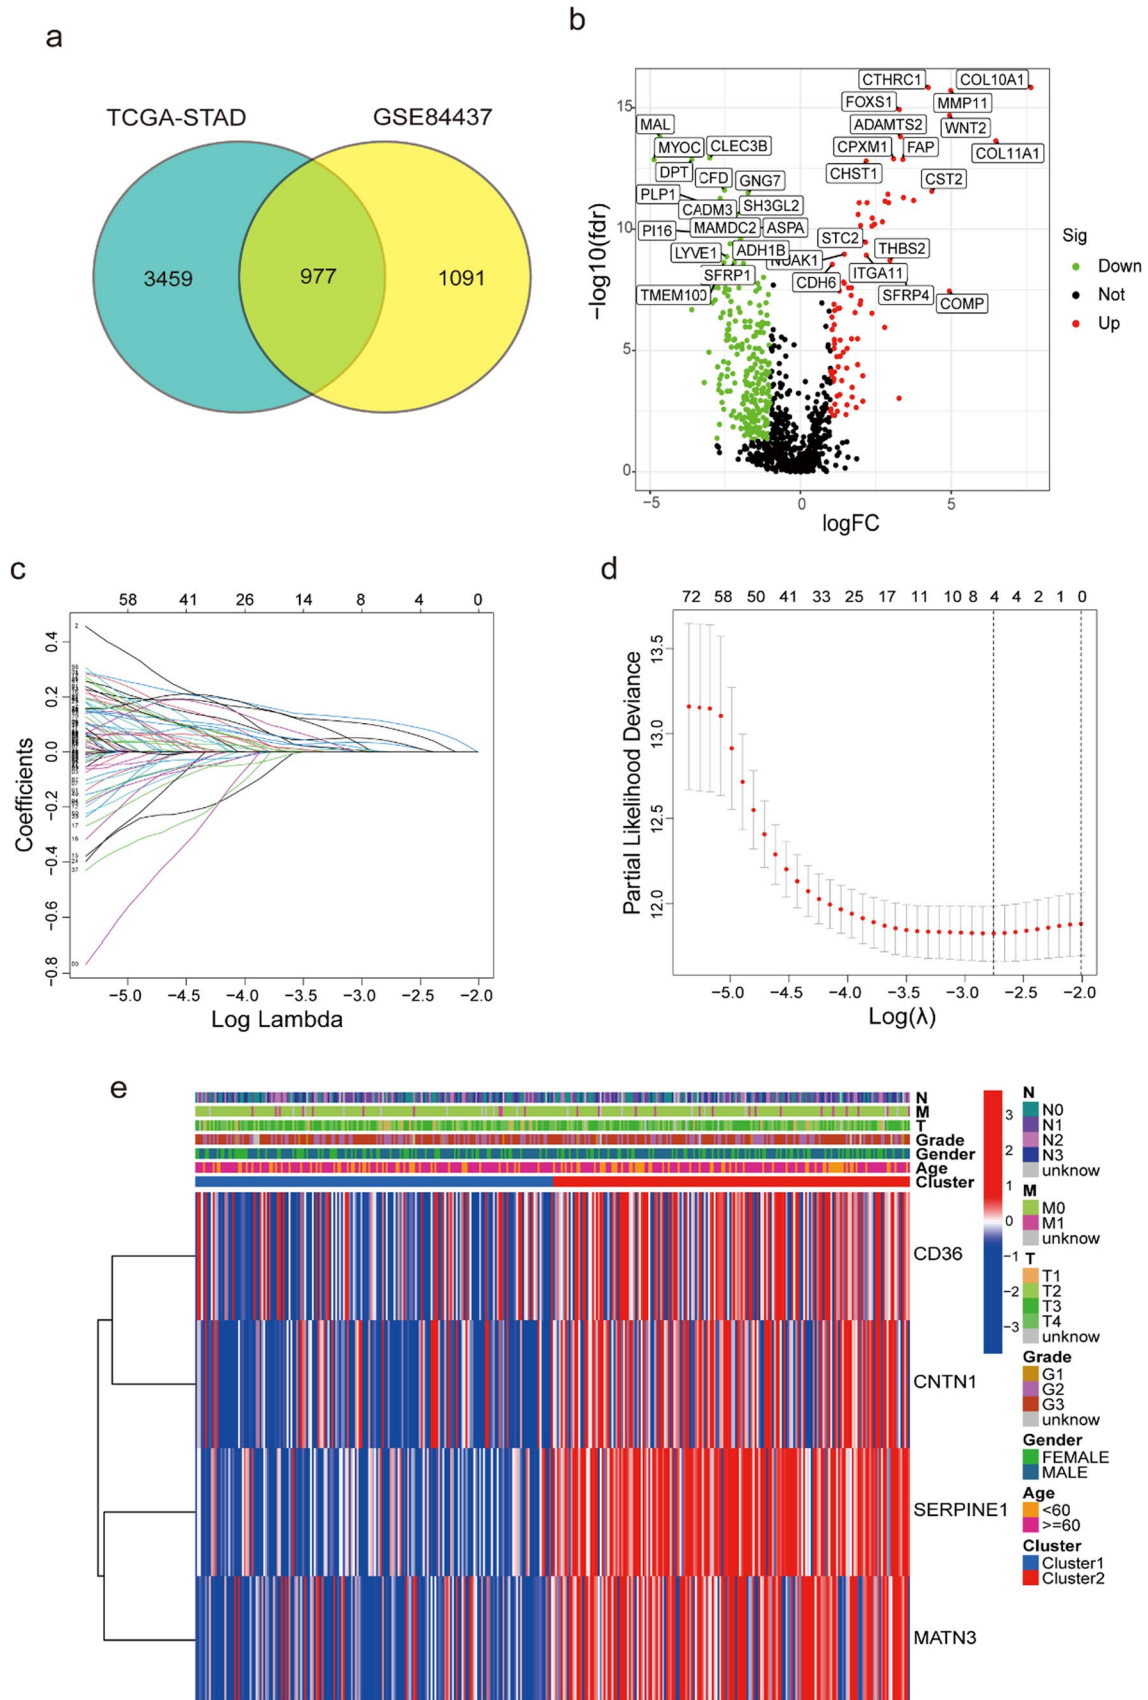 a
TCGA-STAD
GSE84437
3459
977
1091
b
CTHRC1
COL10A1
FOXS1
MMP11
MAL
ADAMTS2
WNT2
MYOC
CLEC3B
CPXM1
FAP
COL11A1
DPT
CFD
GNG7
CHST1
CST2
PLP1
CADM3
SH3GL2
PI16
MAMDC2
ASPA
STC2
LYVE1
ADH1B
NUAK1
THBS2
SFRP1
CDH6
ITGA11
TMEM100
SFRP4
COMP
15
10
5
0
−log10(fdr)
−5
0
5
logFC
Sig
Down
Not
Up
c
58
41
26
14
8
4
0
0.4
0.2
0.0
−0.2
−0.4
−0.6
−0.8
Coefficients
2
17
16
15
24
37
−5.0
−4.5
−4.0
−3.5
−3.0
−2.5
−2.0
Log Lambda
d
72 58 50 41 33 25 17 11 10 8 4 4 2 1 0
13.5
13.0
12.5
12.0
Partial Likelihood Deviance
−5.0
−4.5
−4.0
−3.5
−3.0
−2.5
−2.0
Log(λ)
e
N
M
T
Grade
Gender
Age
Cluster
CD36
CNTN1
SERPINE1
MATN3
3
2
1
0
−1
−2
−3
N
N0
N1
N2
N3
unknow
M
M0
M1
unknow
T
T1
T2
T3
T4
unknow
Grade
G1
G2
G3
unknow
Gender
FEMALE
MALE
Age
<60
>=60
Cluster
Cluster1
Cluster2